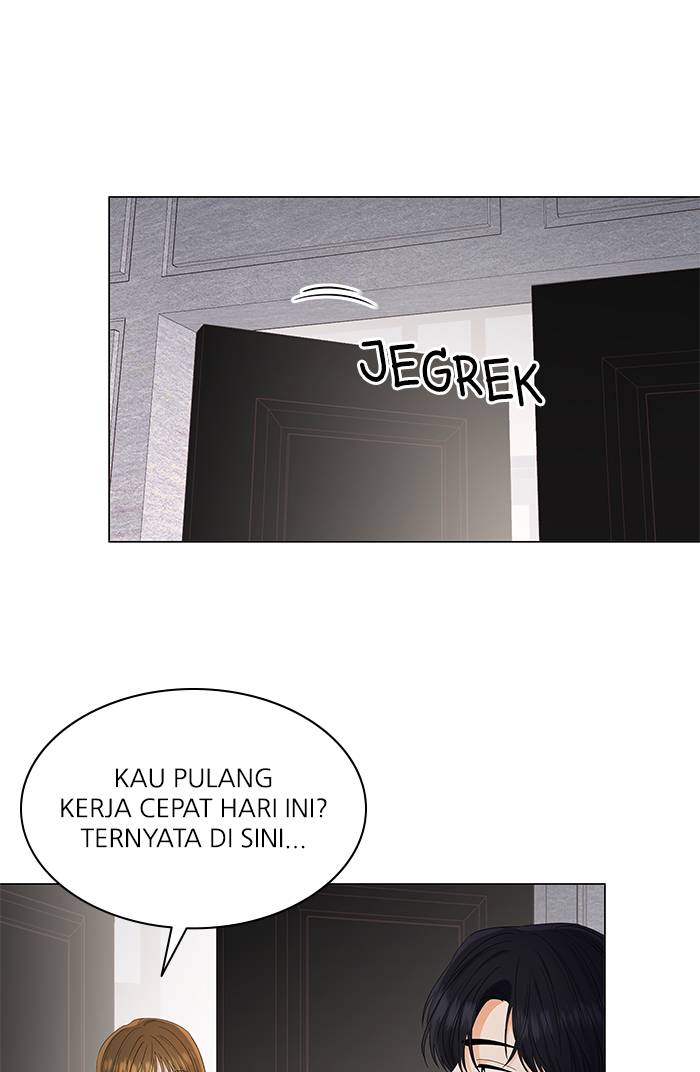 JEGREK
KAU PULANG
KERJA CEPAT HARI INI?
TERNYATA DI SINI...